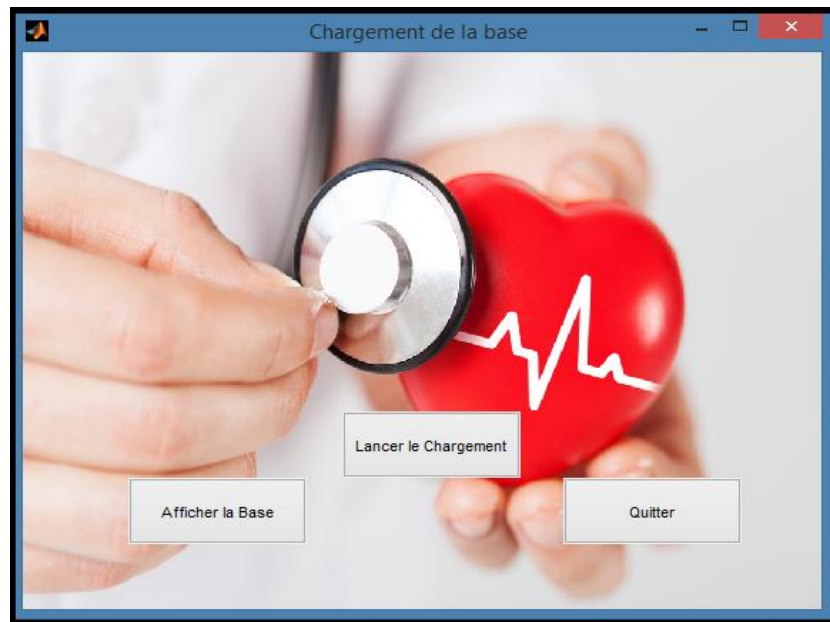 Chargement de la base
Lancer le Chargement
Afficher la Base
Quitter